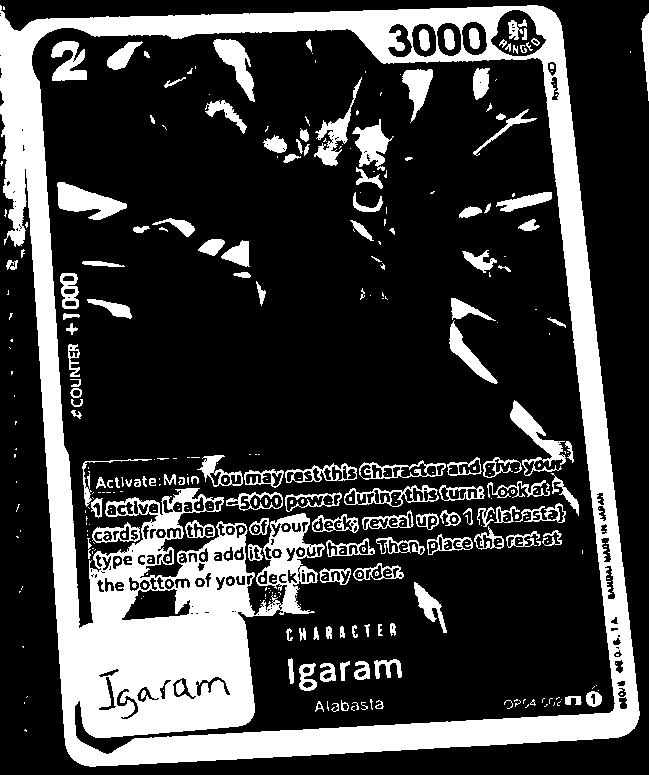 2
3000
射
RANGED
Ryuda
COUNTER +1000
Activate: Main You may rest this Character and give your
1 active Leader -5000 power during this turn: Look at 5
cards from the top of your deck; reveal up to 1 {Alabasta}
type card and add it to your hand. Then, place the rest at
the bottom of your deck in any order.
BANDAI MADE IN JAPAN
CHARACTER
Igaram
Igaram
Alabasta
OP04-002
1